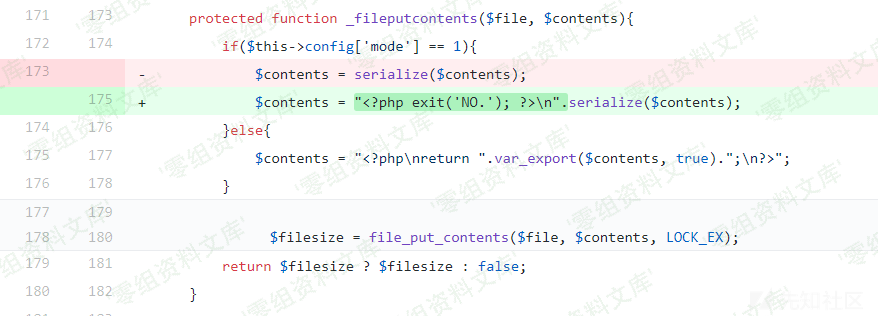 171 173 protected function _fileputcontents($file, $contents){
172 174 if($this->config['mode'] == 1){
173 - $contents = serialize($contents);
175 + $contents = "<?php exit('NO.'); ?>\n".serialize($contents);
174 176 }else{
175 177 $contents = "<?php\nreturn ".var_export($contents, true).";\n?>";
176 178 }
177 179
178 180 $filesize = file_put_contents($file, $contents, LOCK_EX);
179 181 return $filesize ? $filesize : false;
180 182 }
'零组资料文库'
先知社区